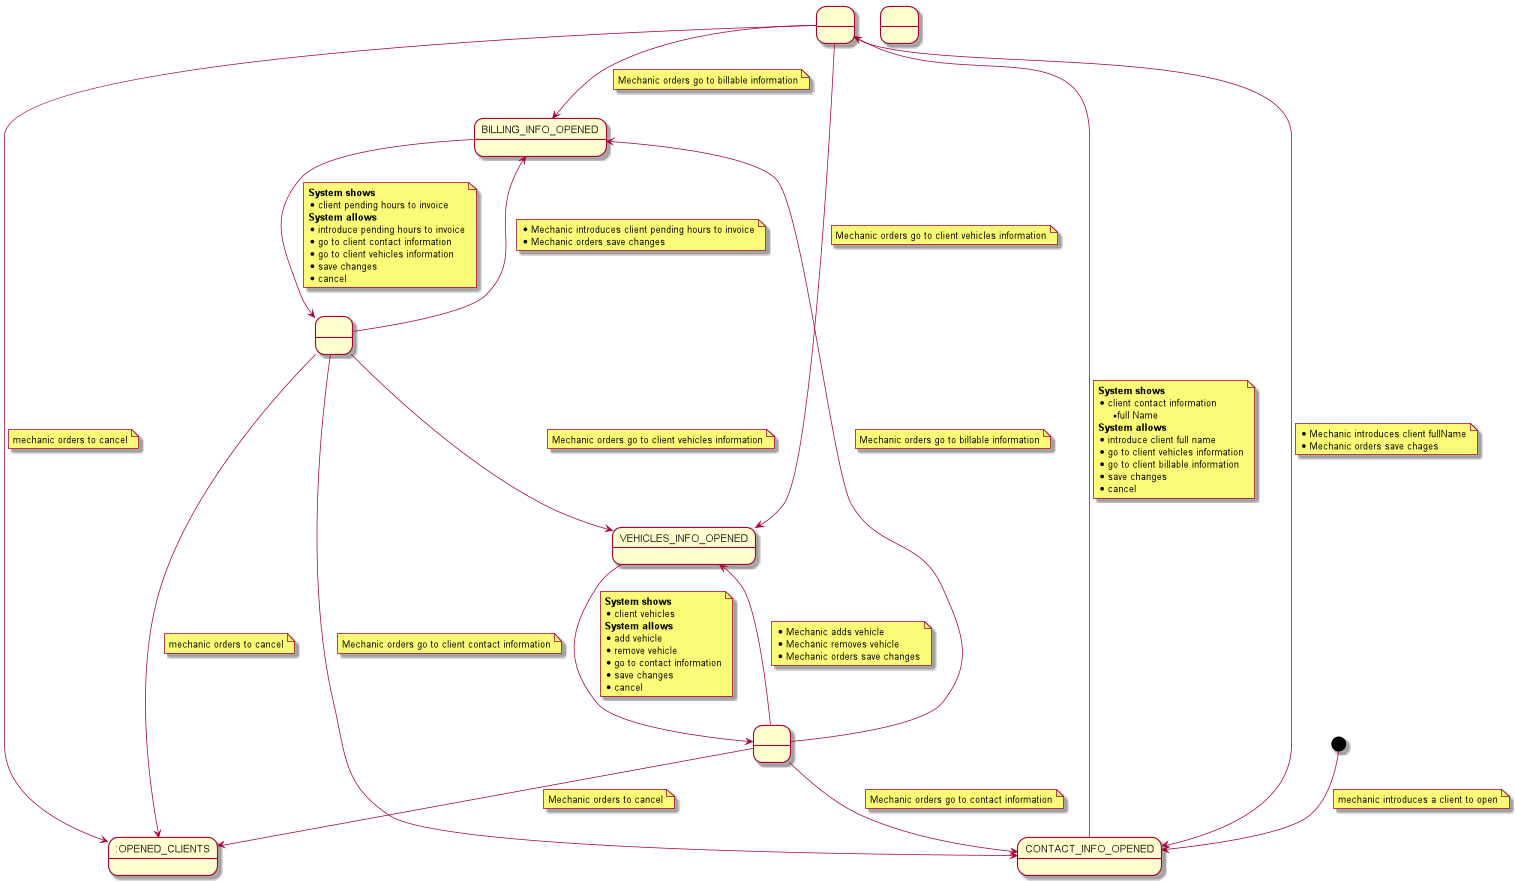 Mechanic orders go to billable information
BILLING_INFO_OPENED
System shows
• client pending hours to invoice
System allows
• introduce pending hours to invoice
• go to client contact information
• go to client vehicles information
• save changes
• cancel
• Mechanic introduces client pending hours to invoice
• Mechanic orders save changes
Mechanic orders go to client vehicles information
mechanic orders to cancel
Mechanic orders go to client vehicles information
Mechanic orders go to billable information
System shows
• client contact information
▪ full Name
System allows
• introduce client full name
• go to client vehicles information
• go to client billable information
• save changes
• cancel
• Mechanic introduces client fullName
• Mechanic orders save chages
VEHICLES_INFO_OPENED
mechanic orders to cancel
Mechanic orders go to client contact information
System shows
• client vehicles
System allows
• add vehicle
• remove vehicle
• go to contact information
• save changes
• cancel
• Mechanic adds vehicle
• Mechanic removes vehicle
• Mechanic orders save changes
Mechanic orders to cancel
Mechanic orders go to contact information
mechanic introduces a client to open
:OPENED_CLIENTS
CONTACT_INFO_OPENED